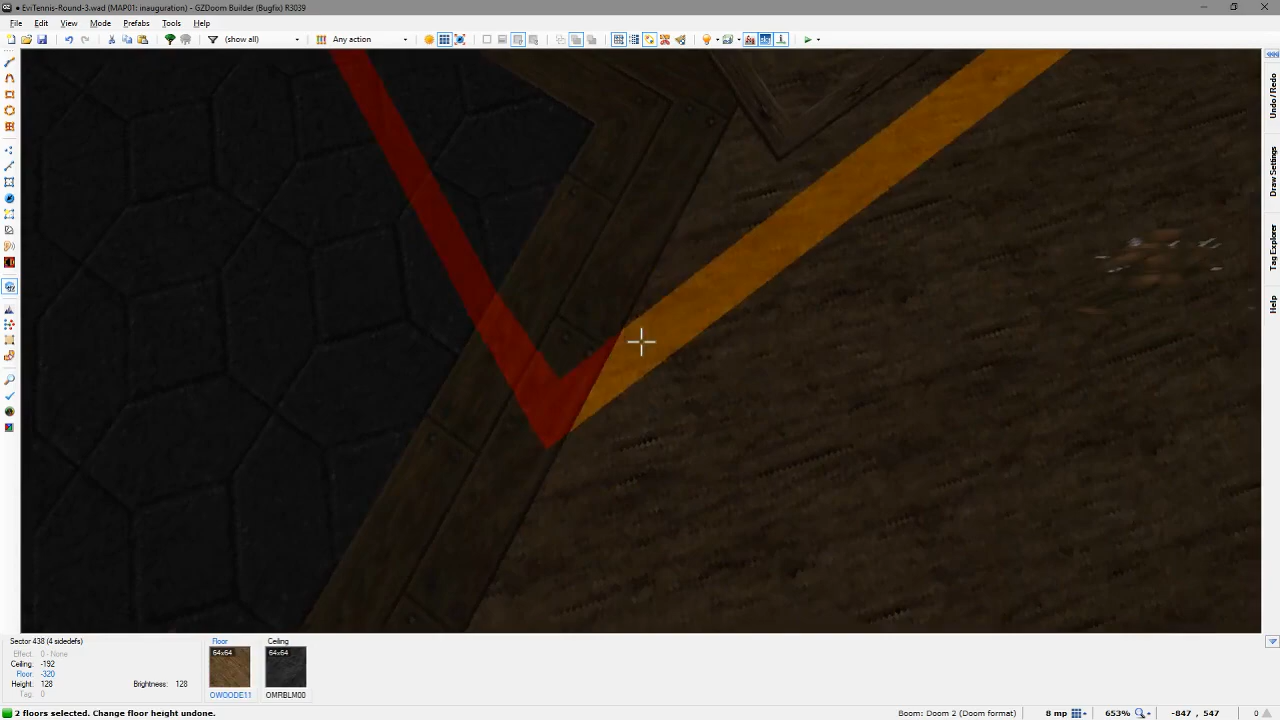 EviTennis-Round-3.wad (MAP01: inauguration) - GZDoom Builder (Bugfix) R3039
File Edit View Mode Prefabs Tools Help
(show all) Any action
Undo / Redo
Draw Settings
Tag Explorer
Help
Sector 438 (4 sidedefs)
Effect: 0 - None
Ceiling: -192
Floor: -320
Height: 128 Brightness: 128
Tag: 0
Floor Ceiling
64x64 64x64
OWOODE11 OMRBLM00
2 floors selected. Change floor height undone.
Boom: Doom 2 (Doom format) 8 mp 653% -847 , 547 0